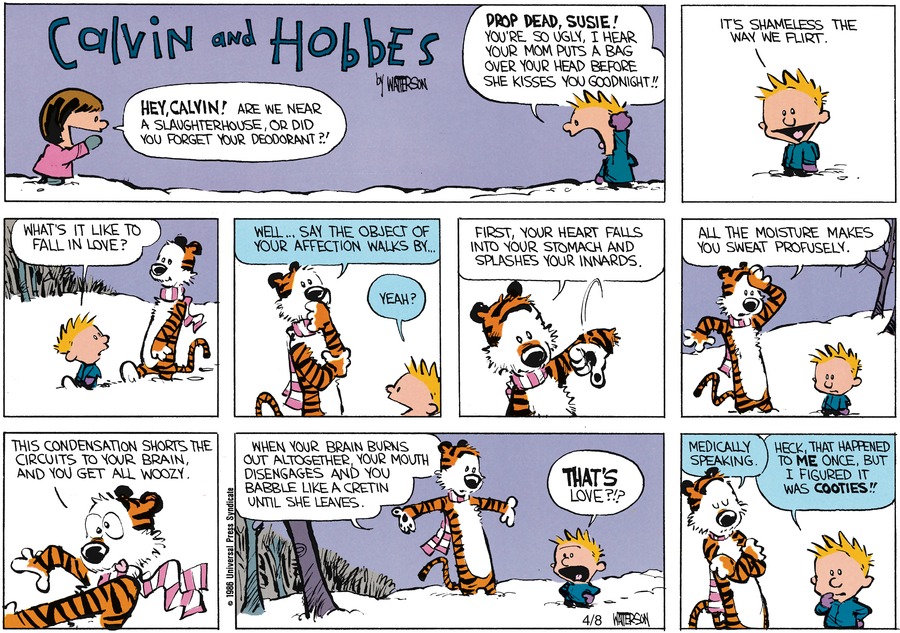 Calvin and Hobbes
by WATTERSON
HEY, CALVIN! ARE WE NEAR
A SLAUGHTERHOUSE, OR DID
YOU FORGET YOUR DEODORANT?!
DROP DEAD, SUSIE!
YOU'RE SO UGLY, I HEAR
YOUR MOM PUTS A BAG
OVER YOUR HEAD BEFORE
SHE KISSES YOU GOODNIGHT!!
IT'S SHAMELESS THE
WAY WE FLIRT.
WHAT'S IT LIKE TO
FALL IN LOVE?
WELL... SAY THE OBJECT OF
YOUR AFFECTION WALKS BY...
YEAH?
FIRST, YOUR HEART FALLS
INTO YOUR STOMACH AND
SPLASHES YOUR INNARDS.
ALL THE MOISTURE MAKES
YOU SWEAT PROFUSELY.
THIS CONDENSATION SHORTS THE
CIRCUITS TO YOUR BRAIN,
AND YOU GET ALL WOOZY.
© 1986 Universal Press Syndicate
WHEN YOUR BRAIN BURNS
OUT ALTOGETHER, YOUR MOUTH
DISENGAGES AND YOU
BABBLE LIKE A CRETIN
UNTIL SHE LEAVES.
THAT'S
LOVE?!?
4/8 WATTERSON
MEDICALLY
SPEAKING.
HECK, THAT HAPPENED
TO ME ONCE, BUT
I FIGURED IT
WAS COOTIES!!